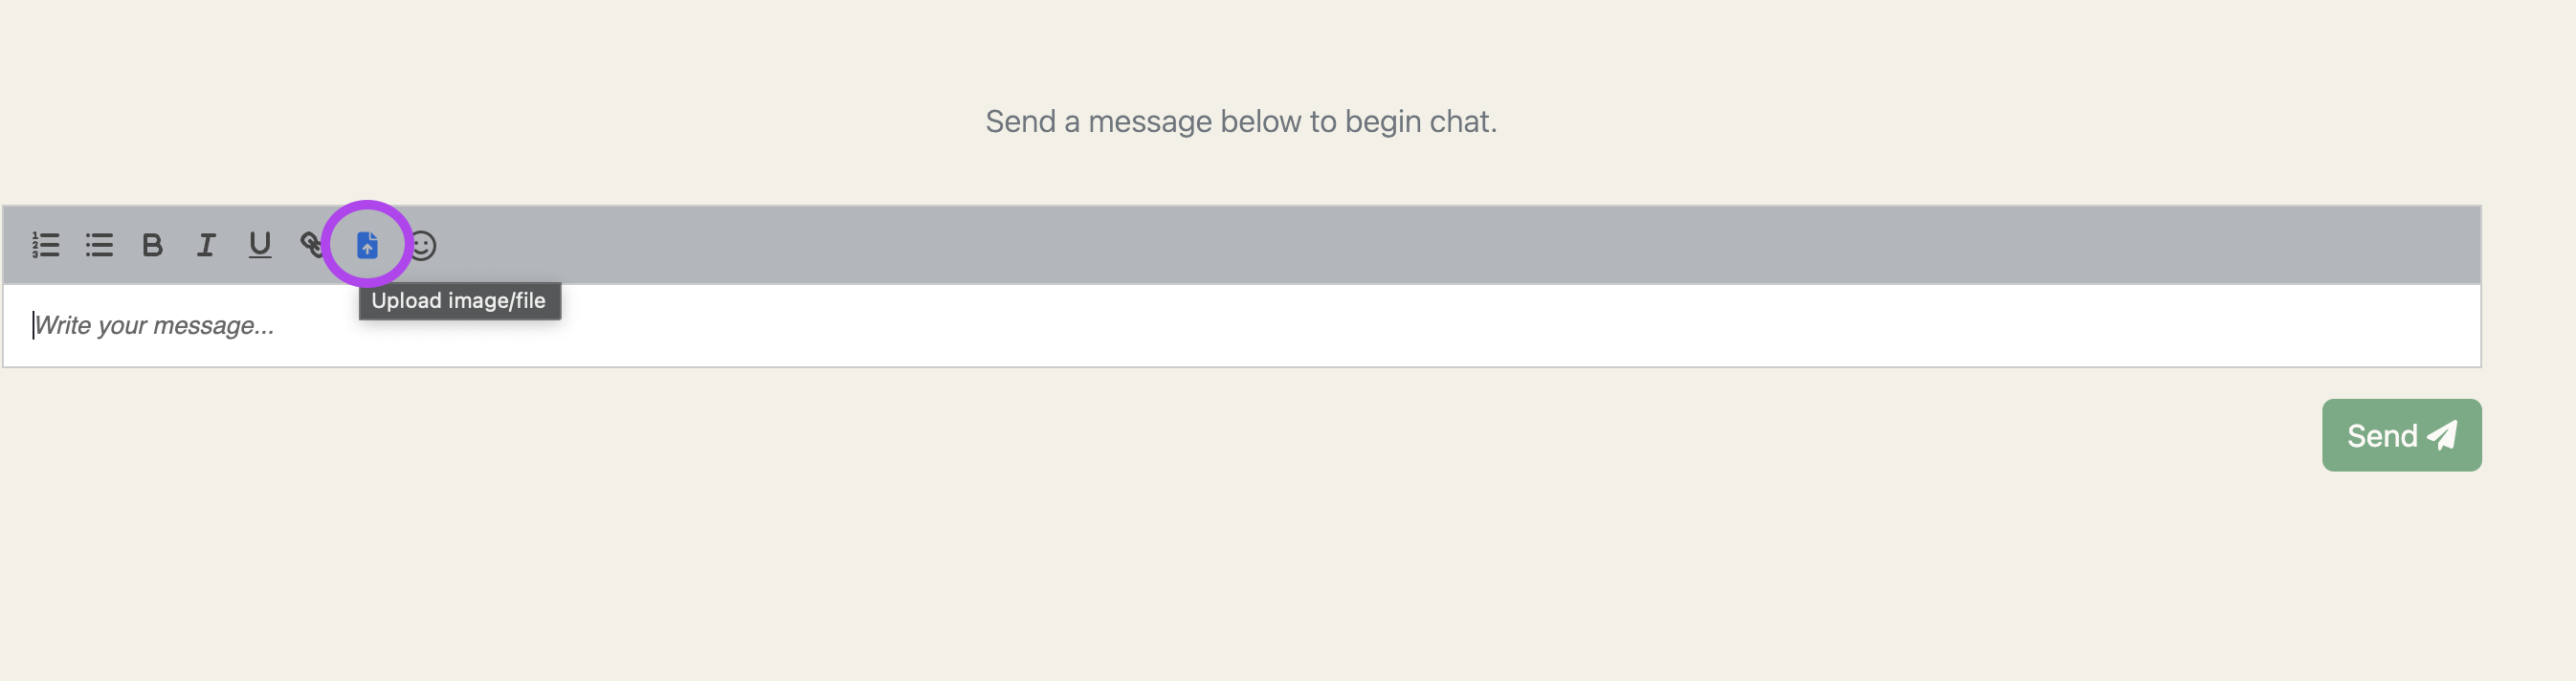 Send a message below to begin chat.
B I U
Upload image/file
Write your message...
Send